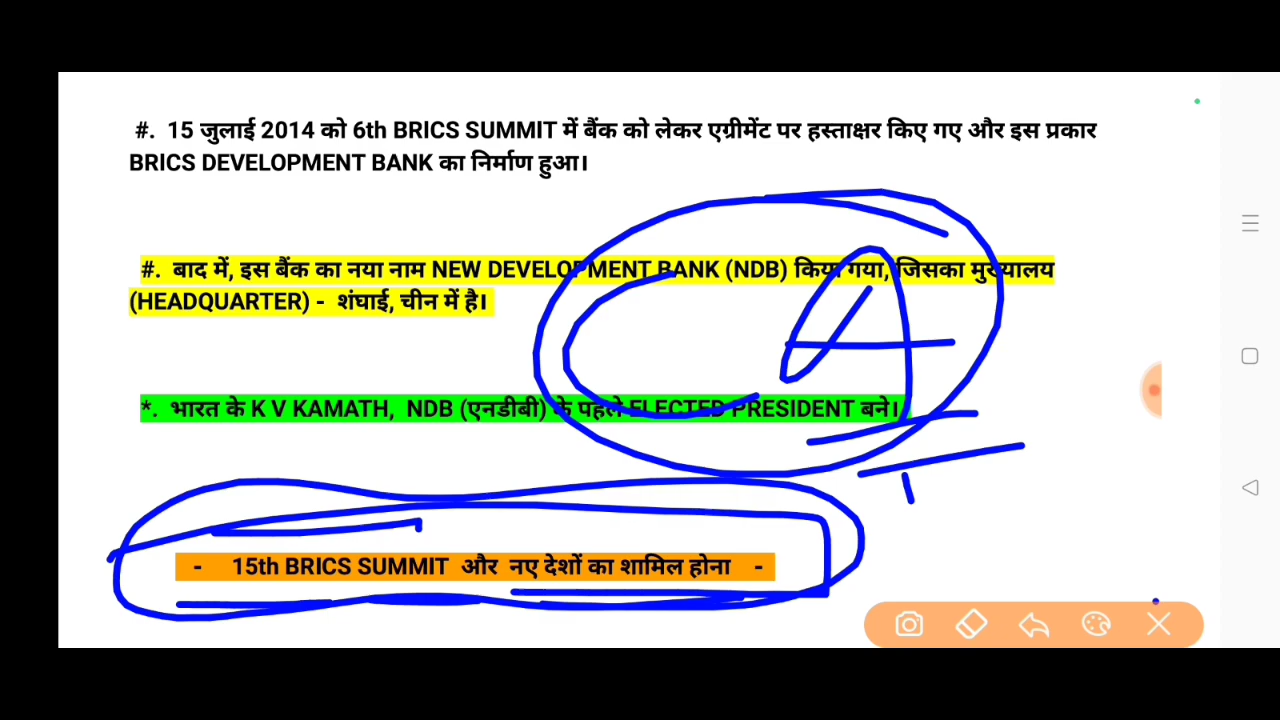 #. 15 जुलाई 2014 को 6th BRICS SUMMIT में बैंक को लेकर एग्रीमेंट पर हस्ताक्षर किए गए और इस प्रकार
BRICS DEVELOPMENT BANK का निर्माण हुआ।
#. बाद में, इस बैंक का नया नाम NEW DEVELOPMENT BANK (NDB) किया गया, जिसका मुख्यालय
(HEADQUARTER) - शंघाई, चीन में है।
*. भारत के K V KAMATH, NDB (एनडीबी) के पहले ELECTED PRESIDENT बने।
- 15th BRICS SUMMIT और नए देशों का शामिल होना -